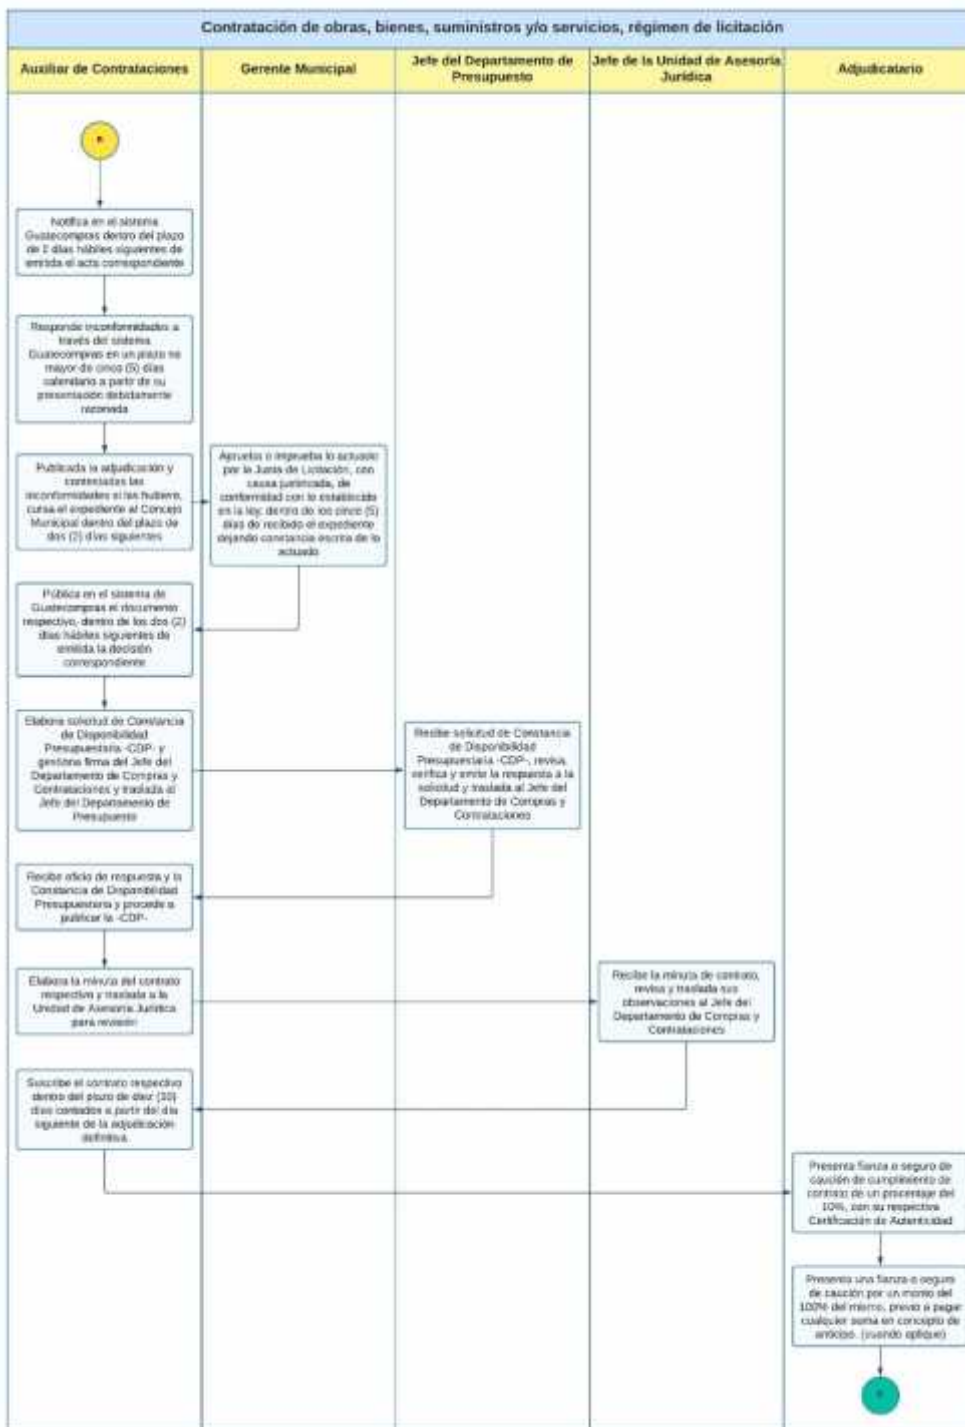 Contratación de obras, bienes, suministros y/o servicios, régimen de licitación
Auxiliar de Contrataciones
Gerente Municipal
Jefe del Departamento de
Presupuesto
Jefe de la Unidad de Asesoría
Jurídica
Adjudicatario
Notifica en el sistema
Guatecompras dentro del plazo
de 2 días hábiles siguientes de
emitida el acta correspondiente
Responde inconformidades a
través del sistema
Guatecompras en un plazo no
mayor de cinco (5) días
calendario a partir de su
presentación debidamente
razonada
Publicada la adjudicación y
contestadas las
inconformidades si las hubiere,
cursa el expediente al Concejo
Municipal dentro del plazo de
dos (2) días siguientes
Aprueba o imprueba lo actuado
por la Junta de Licitación, con
causa justificada, de
conformidad con lo establecido
en la ley, dentro de los cinco (5)
días de recibido el expediente
dejando constancia escrita de lo
actuado
Pública en el sistema de
Guatecompras el documento
respectivo, dentro de los dos (2)
días hábiles siguientes de
emitida la decisión
correspondiente
Elabora solicitud de Constancia
de Disponibilidad
Presupuestaria -CDP- y
gestiona firma del Jefe del
Departamento de Compras y
Contrataciones y traslada al
Jefe del Departamento de
Presupuesto
Recibe solicitud de Constancia
de Disponibilidad
Presupuestaria -CDP-, revisa,
verifica y emite la respuesta a la
solicitud y traslada al Jefe del
Departamento de Compras y
Contrataciones
Recibe oficio de respuesta y la
Constancia de Disponibilidad
Presupuestaria y procede a
publicar la -CDP-
Elabora la minuta del contrato
respectivo y traslada a la
Unidad de Asesoría Jurídica
para revisión
Recibe la minuta de contrato,
revisa y traslada sus
observaciones al Jefe del
Departamento de Compras y
Contrataciones
Suscribe el contrato respectivo
dentro del plazo de diez (10)
días contados a partir del día
siguiente de la adjudicación
definitiva.
Presenta fianza o seguro de
caución de cumplimiento de
contrato de un porcentaje del
10%, con su respectiva
Certificación de Autenticidad
Presenta una fianza o seguro
de caución por un monto del
100% del mismo, previo a pagar
cualquier suma en concepto de
anticipo. (cuando aplique)